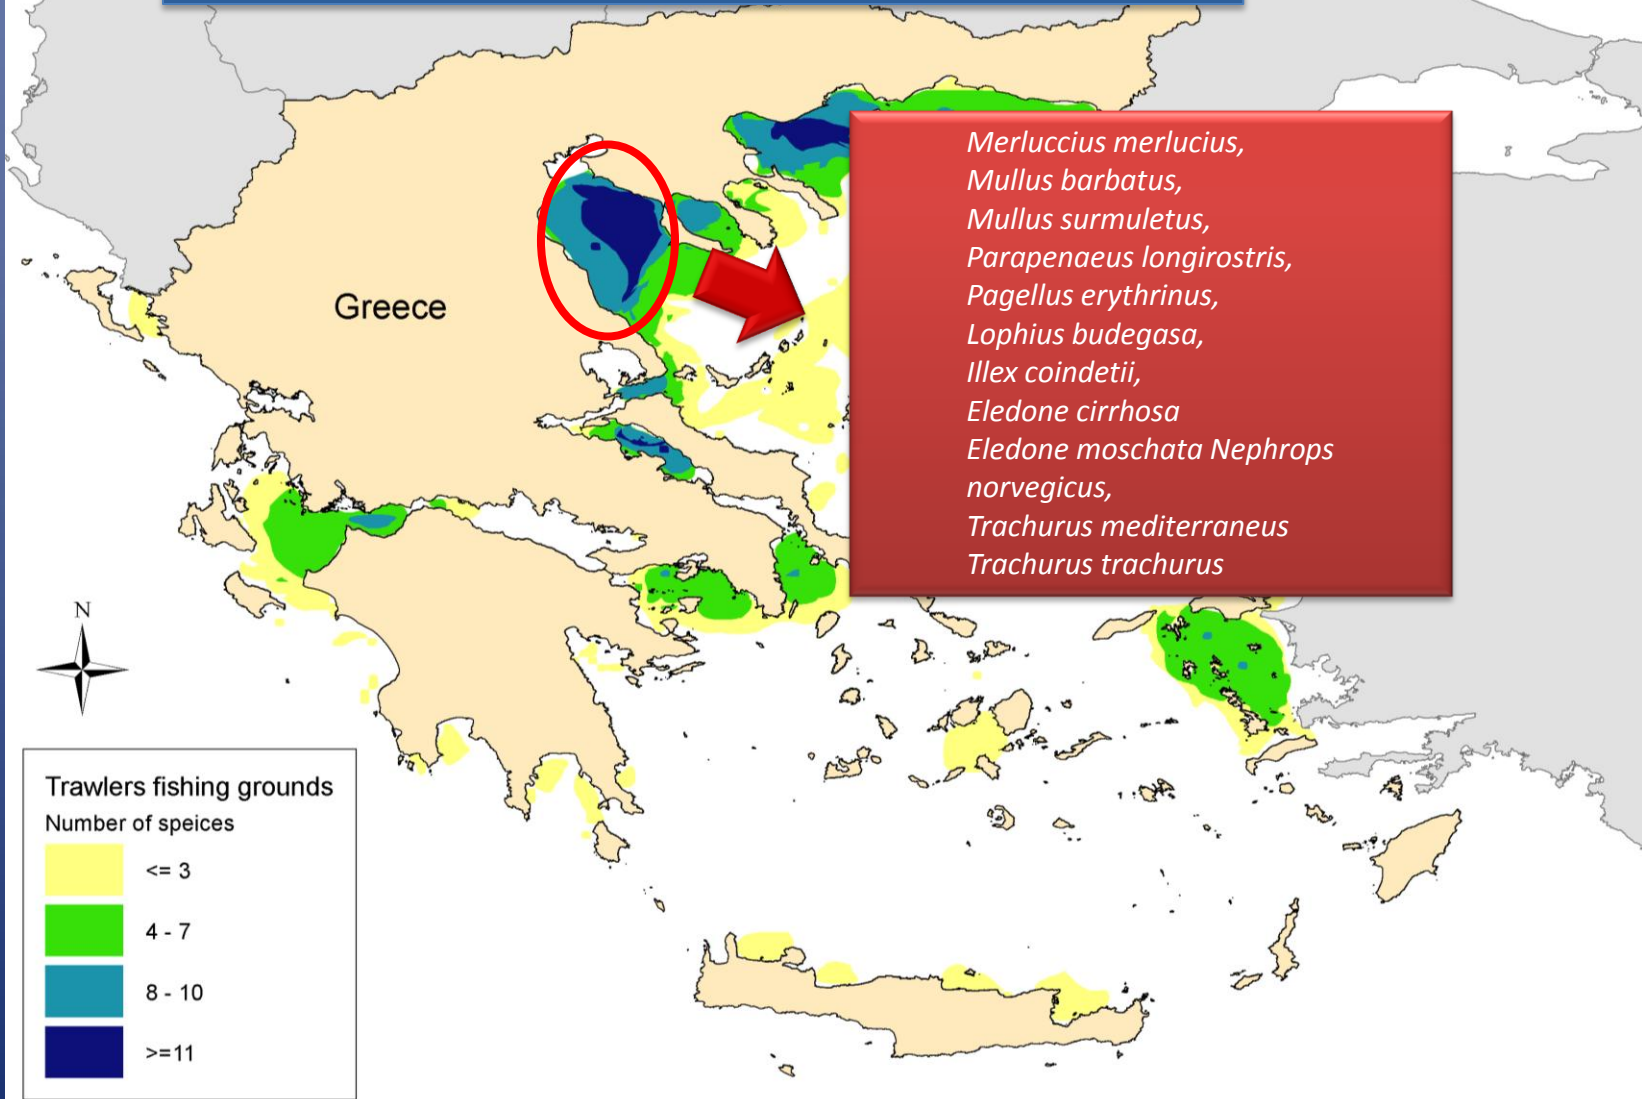 Merluccius merlucius,
Mullus barbatus,
Mullus surmuletus,
Parapenaeus longirostris,
Pagellus erythrinus,
Lophius budegasa,
Illex coindetii,
Eledone cirrhosa
Eledone moschata Nephrops
norvegicus,
Trachurus mediterraneus
Trachurus trachurus
Greece
N
Trawlers fishing grounds
Number of speices
<= 3
4 - 7
8 - 10
>=11